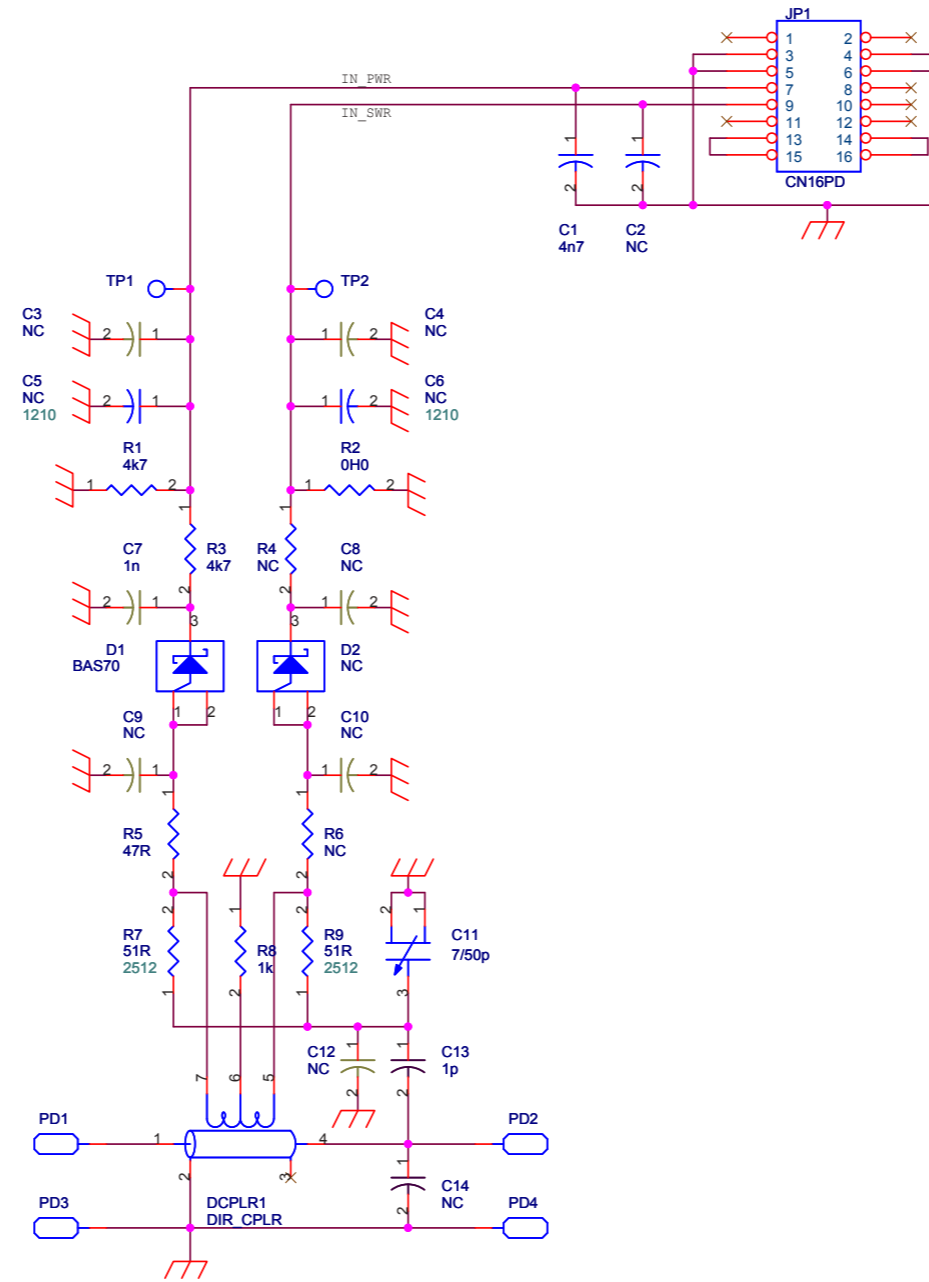 JP1
1 2
3 4
5 6
IN_PWR 7 8
IN_SWR 9 10
11 12
13 14
15 16
CN16PD
1 1
2 2
C1 C2
4n7 NC
TP1 TP2
C3 C4
NC NC
2 1 1 2
C5 C6
NC NC
1210 1210
2 1 1 2
R1 R2
4k7 0H0
1 2 1 2
1 1
C7 R3 R4 C8
1n 4k7 NC NC
2 2
2 1 1 2
3 3
D1 D2
BAS70 NC
1 2 1 2
C9 C10
NC NC
2 1 1 2
1 1
R5 R6
47R NC
2 2
2 1 2 2 1
R7 R8 R9 C11
51R 1k 51R 7/50p
2512 2512
1 2 1 3
C12 1 1 C13
NC 1p
2 2
7 6 5
PD1 PD2
1 4
1
2 3 C14
NC
PD3 DCPLR1 2 PD4
DIR_CPLR